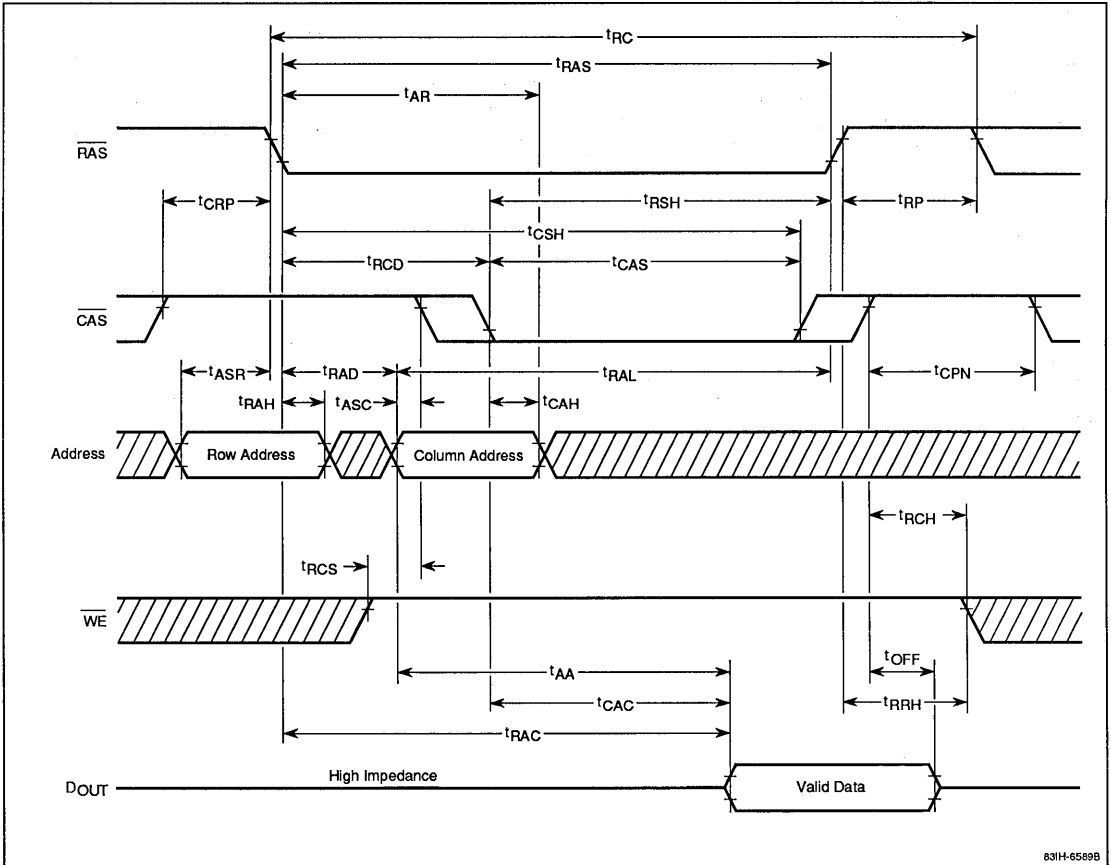 tRC
tRAS
tAR
RAS
tCRP
tRSH
tRP
tCSH
tRCD
tCAS
CAS
tASR
tRAD
tRAL
tCPN
tRAH
tASC
tCAH
Address
Row Address
Column Address
tRCH
tRCS
WE
tOFF
tAA
tCAC
tRRH
tRAC
High Impedance
DOUT
Valid Data
83IH-6589B